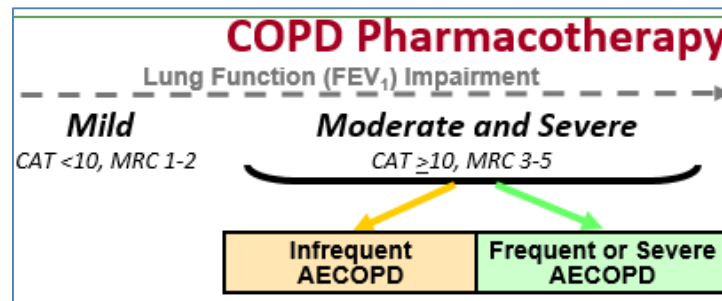 COPD Pharmacotherapy
Lung Function (FEV₁) Impairment
Mild
Moderate and Severe
CAT <10, MRC 1-2
CAT ≥10, MRC 3-5
Infrequent
AECOPD
Frequent or Severe
AECOPD